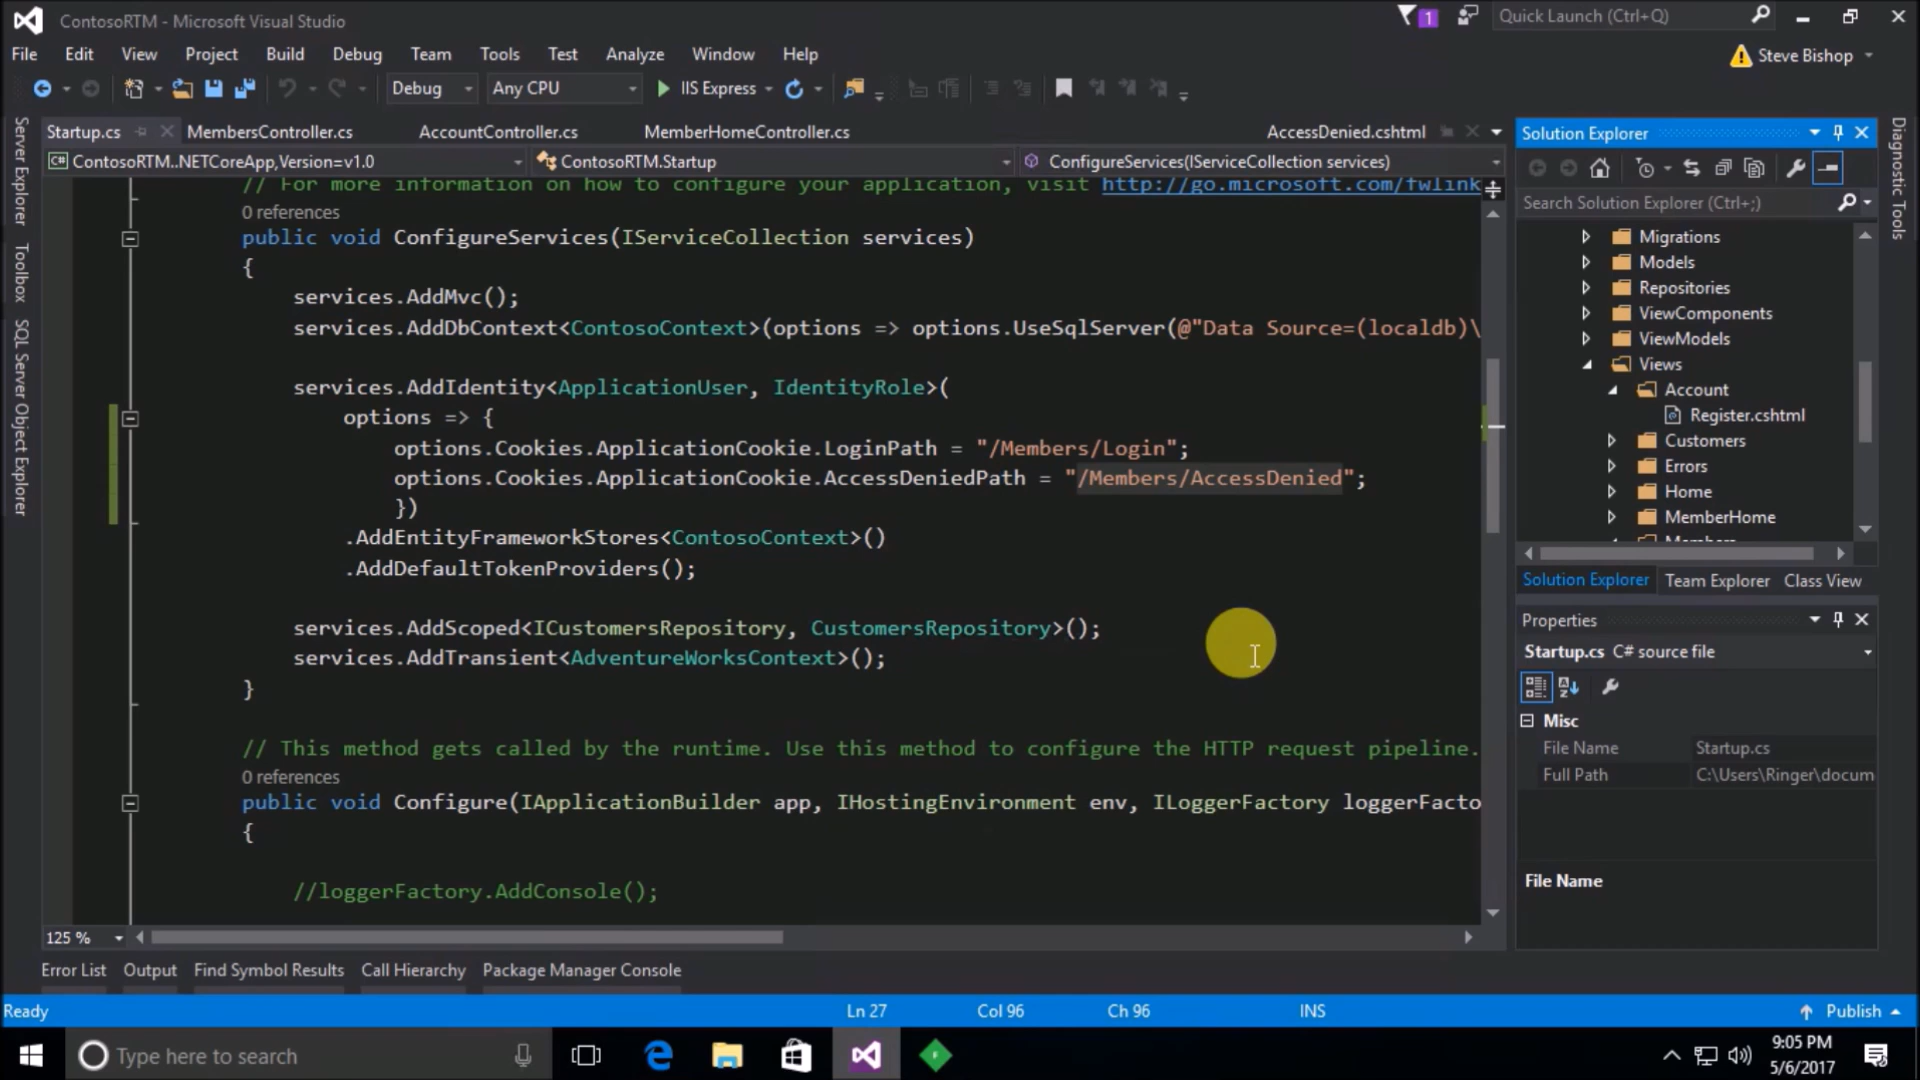 ContosoRTM - Microsoft Visual Studio
1
Quick Launch (Ctrl+Q)
File Edit View Project Build Debug Team Tools Test Analyze Window Help
Steve Bishop
Debug Any CPU IIS Express
Server Explorer
Toolbox
SQL Server Object Explorer
Startup.cs MembersController.cs AccountController.cs MemberHomeController.cs AccessDenied.cshtml
C# ContosoRTM..NETCoreApp,Version=v1.0 ContosoRTM.Startup ConfigureServices(IServiceCollection services)
// For more information on how to configure your application, visit http://go.microsoft.com/fwlink
0 references
public void ConfigureServices(IServiceCollection services)
{
services.AddMvc();
services.AddDbContext<ContosoContext>(options => options.UseSqlServer(@"Data Source=(localdb)\
services.AddIdentity<ApplicationUser, IdentityRole>(
options => {
options.Cookies.ApplicationCookie.LoginPath = "/Members/Login";
options.Cookies.ApplicationCookie.AccessDeniedPath = "/Members/AccessDenied";
})
.AddEntityFrameworkStores<ContosoContext>()
.AddDefaultTokenProviders();
services.AddScoped<ICustomersRepository, CustomersRepository>();
services.AddTransient<AdventureWorksContext>();
}
// This method gets called by the runtime. Use this method to configure the HTTP request pipeline.
0 references
public void Configure(IApplicationBuilder app, IHostingEnvironment env, ILoggerFactory loggerFacto
{
//loggerFactory.AddConsole();
125 %
Solution Explorer
Search Solution Explorer (Ctrl+;)
Migrations
Models
Repositories
ViewComponents
ViewModels
Views
Account
Register.cshtml
Customers
Errors
Home
MemberHome
Solution Explorer Team Explorer Class View
Properties
Startup.cs C# source file
Misc
File Name Startup.cs
Full Path C:\Users\Ringer\docum
File Name
Diagnostic Tools
Error List Output Find Symbol Results Call Hierarchy Package Manager Console
Ready Ln 27 Col 96 Ch 96 INS Publish
Type here to search
9:05 PM
5/6/2017